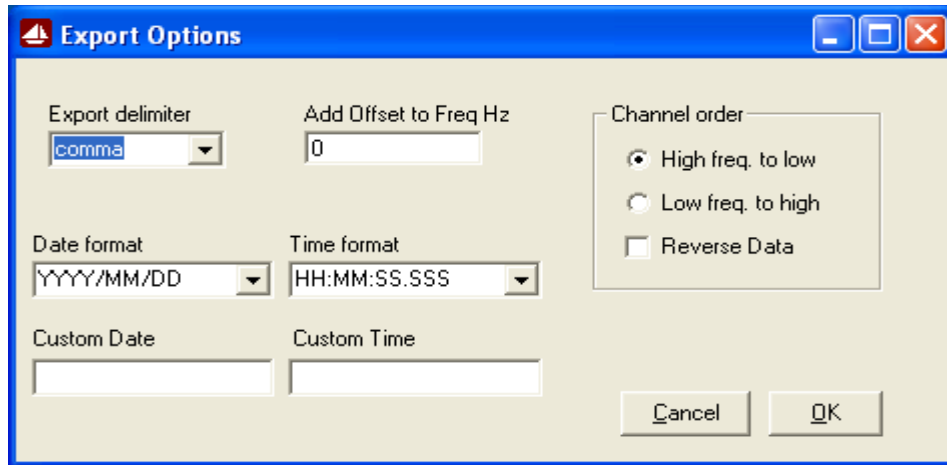 Export Options
Export delimiter
comma
Add Offset to Freq Hz
0
Channel order
High freq. to low
Low freq. to high
Reverse Data
Date format
YYYY/MM/DD
Time format
HH:MM:SS.SSS
Custom Date
Custom Time
Cancel
OK